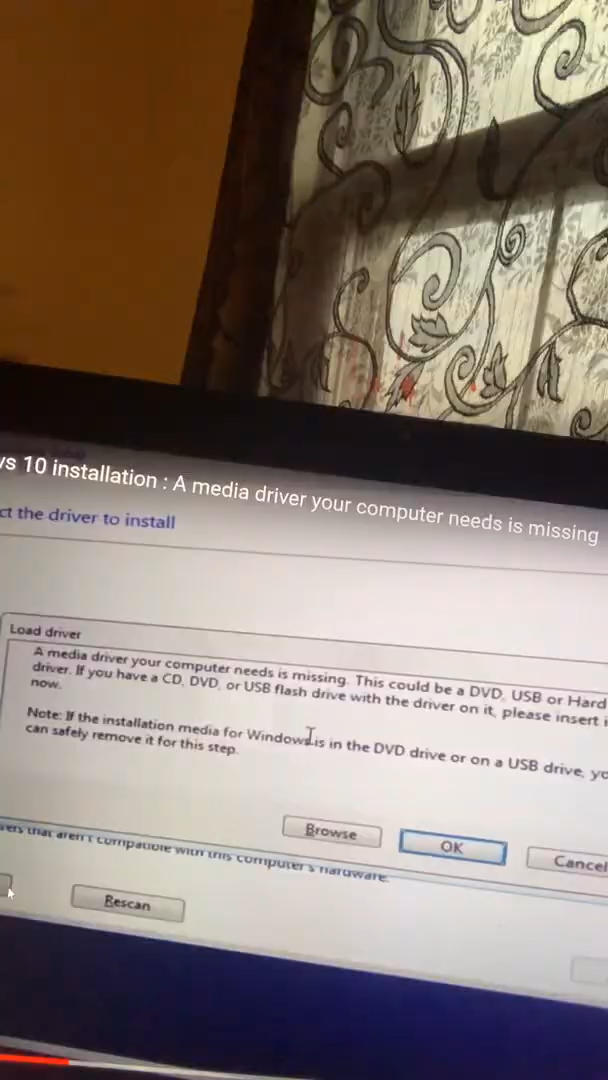 10 installation : A media driver your computer needs is missing
the driver to install
Load driver
A media driver your computer needs is missing. This could be a DVD, USB or Hard
driver. If you have a CD, DVD, or USB flash drive with the driver on it, please insert
now.
Note: If the installation media for Windows is in the DVD drive or on a USB drive,
can safely remove it for this step.
Browse
OK
Cancel
that aren't compatible with this computer's hardware.
Rescan